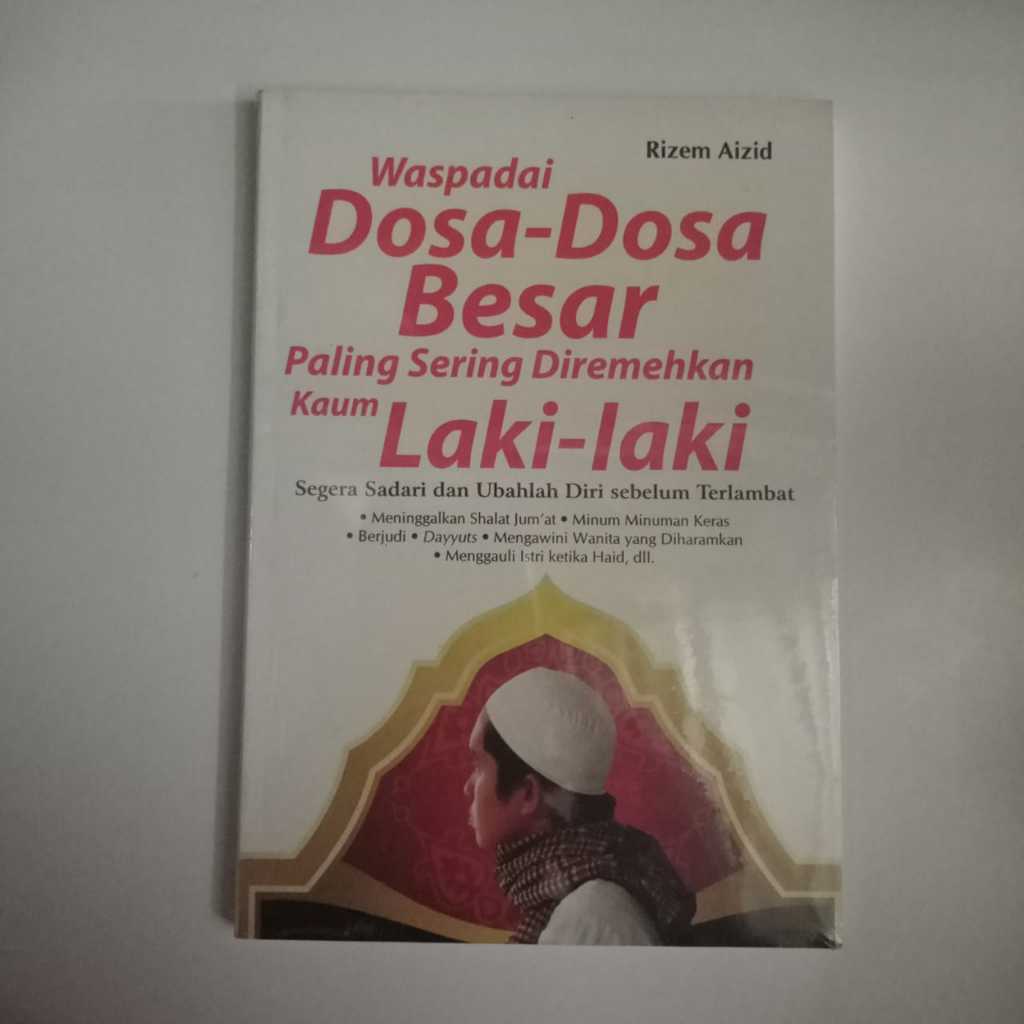 Rizem Aizid
Waspadai
Dosa-Dosa
Besar
Paling Sering Diremehkan
Kaum Laki-laki
Segera Sadari dan Ubahlah Diri sebelum Terlambat
• Meninggalkan Shalat Jum'at • Minum Minuman Keras
• Berjudi • Dayyuts • Mengawini Wanita yang Diharamkan
• Menggauli Istri ketika Haid, dll.